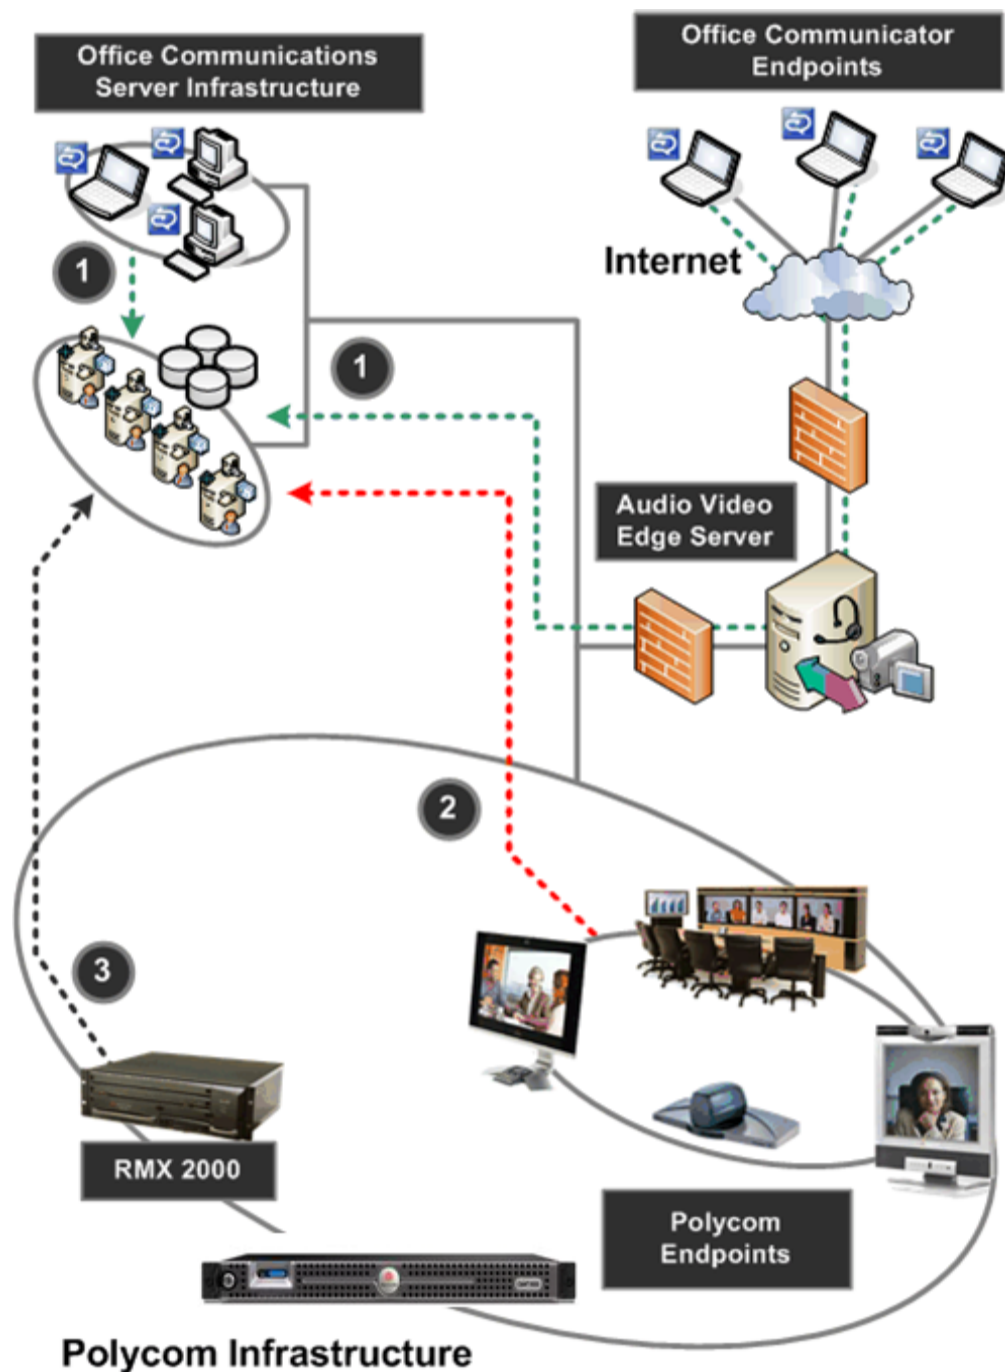 Office Communications
Server Infrastructure
Office Communicator
Endpoints
1
Internet
1
Audio Video
Edge Server
2
3
RMX 2000
Polycom
Endpoints
Polycom Infrastructure